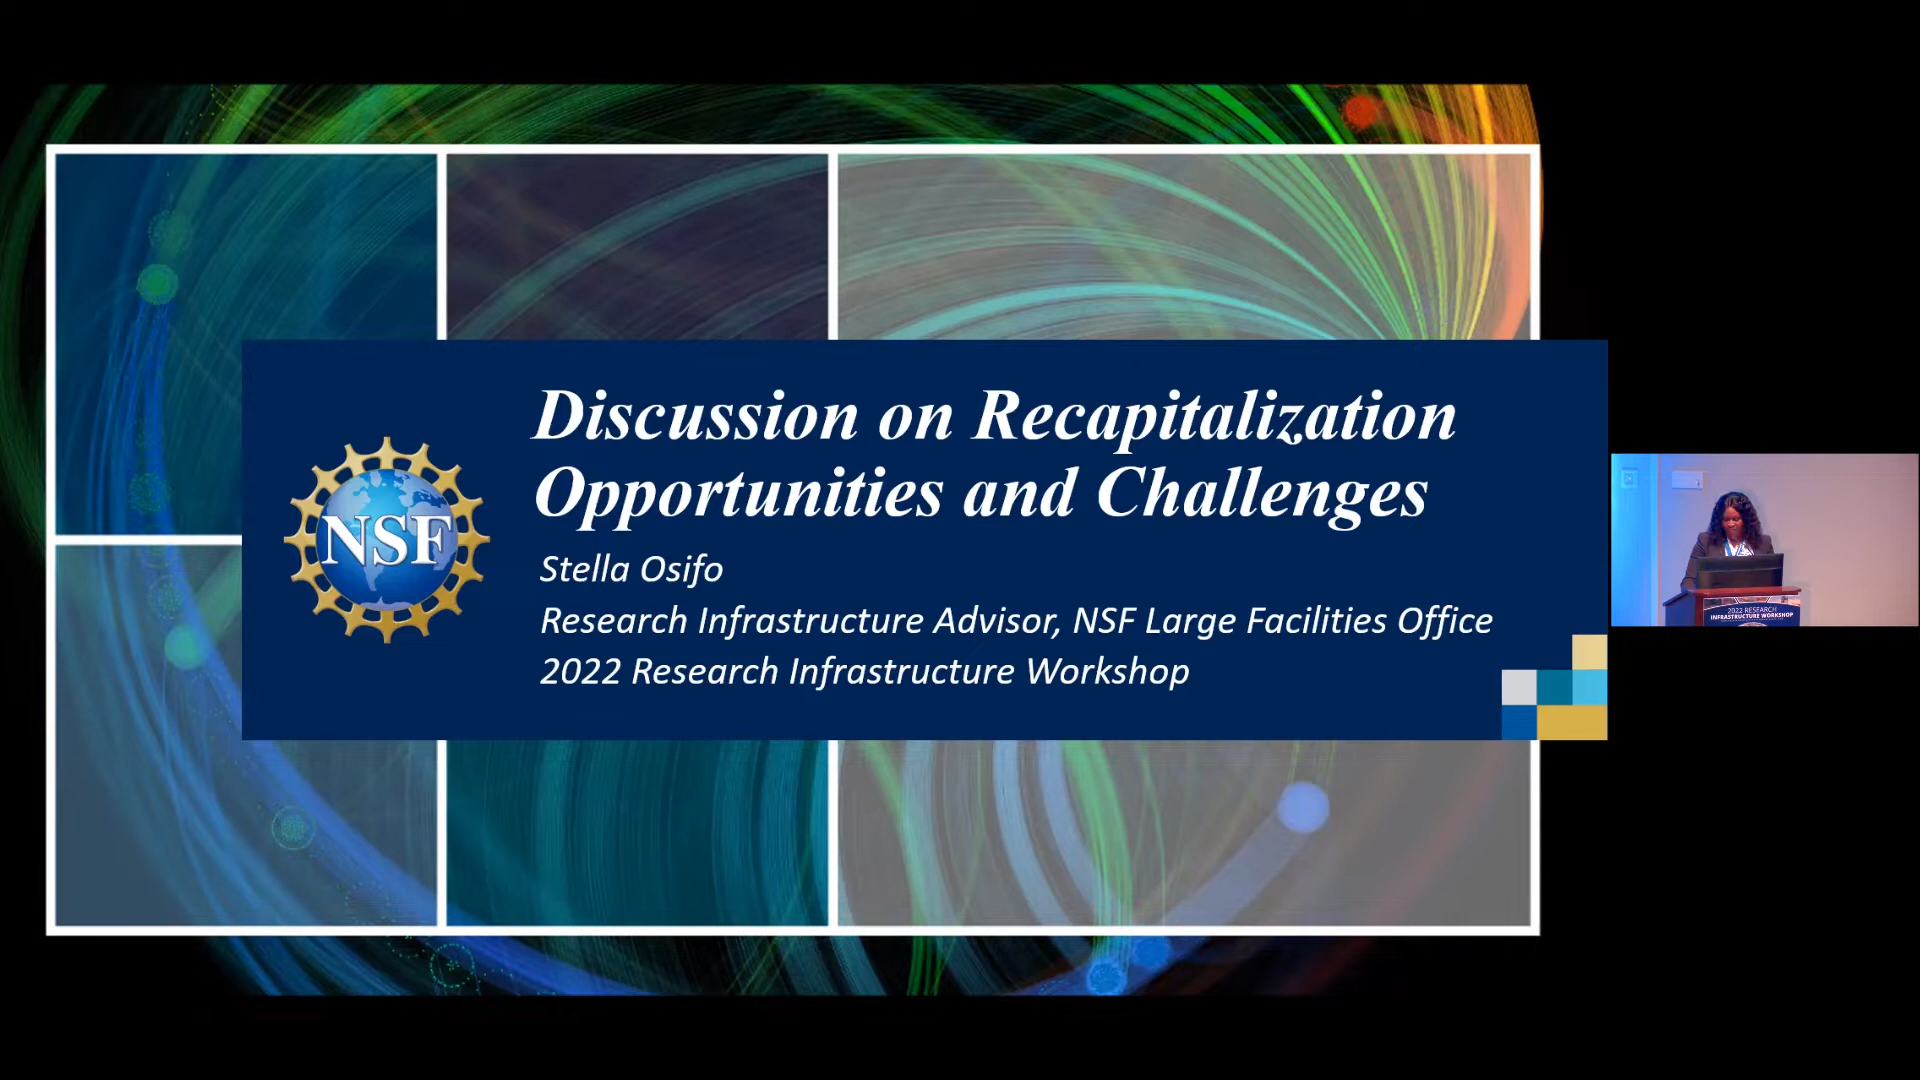 Discussion on Recapitalization
Opportunities and Challenges
NSF
Stella Osifo
Research Infrastructure Advisor, NSF Large Facilities Office
2022 Research Infrastructure Workshop
2022 RESEARCH
INFRASTRUCTURE WORKSHOP